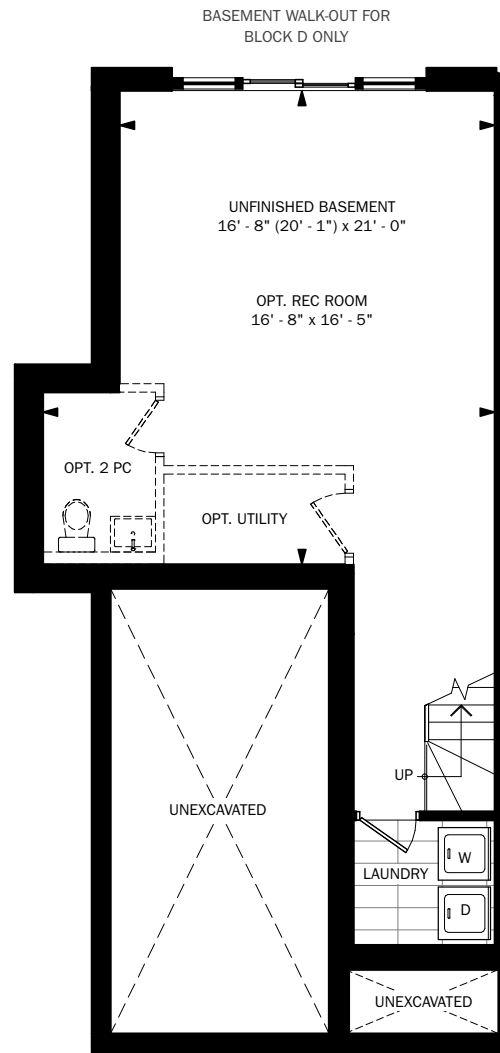 BASEMENT WALK-OUT FOR
BLOCK D ONLY
UNFINISHED BASEMENT
16' - 8" (20' - 1") x 21' - 0"
OPT. REC ROOM
16' - 8" x 16' - 5"
OPT. 2 PC
OPT. UTILITY
UP
UNEXCAVATED
LAUNDRY
W
D
UNEXCAVATED